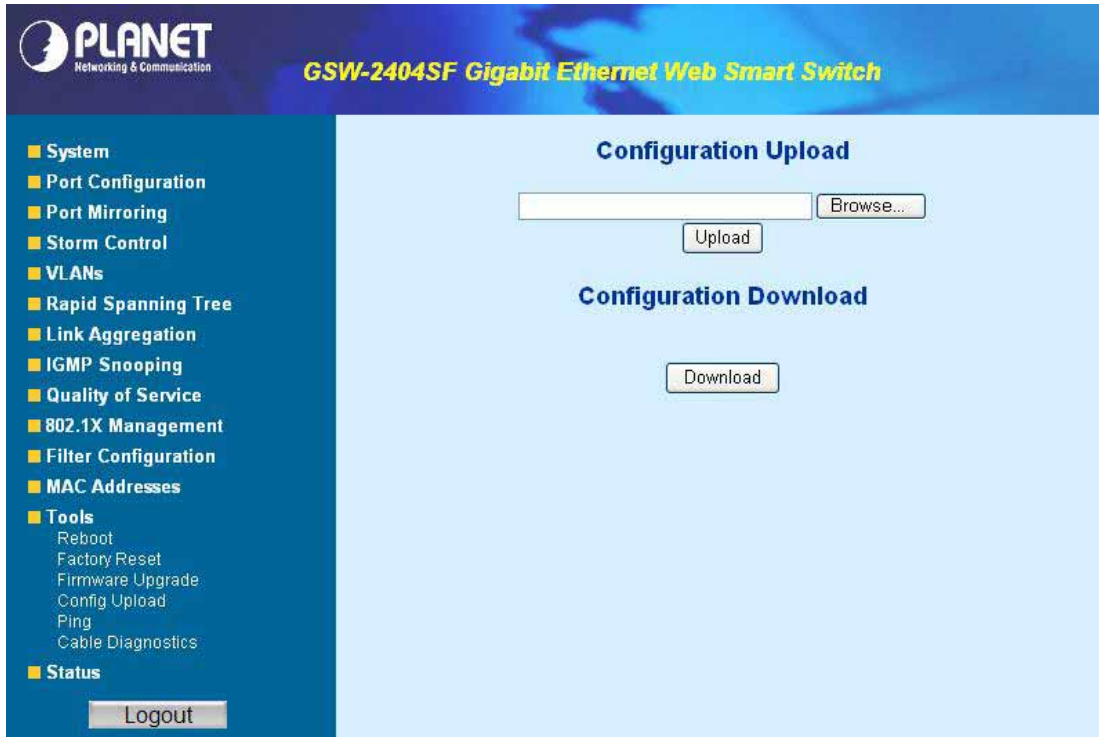 PLANET
Networking & Communication
GSW-2404SF Gigabit Ethernet Web Smart Switch
System
Port Configuration
Port Mirroring
Storm Control
VLANs
Rapid Spanning Tree
Link Aggregation
IGMP Snooping
Quality of Service
802.1X Management
Filter Configuration
MAC Addresses
Tools
Reboot
Factory Reset
Firmware Upgrade
Config Upload
Ping
Cable Diagnostics
Status
Logout
Configuration Upload
Browse...
Upload
Configuration Download
Download